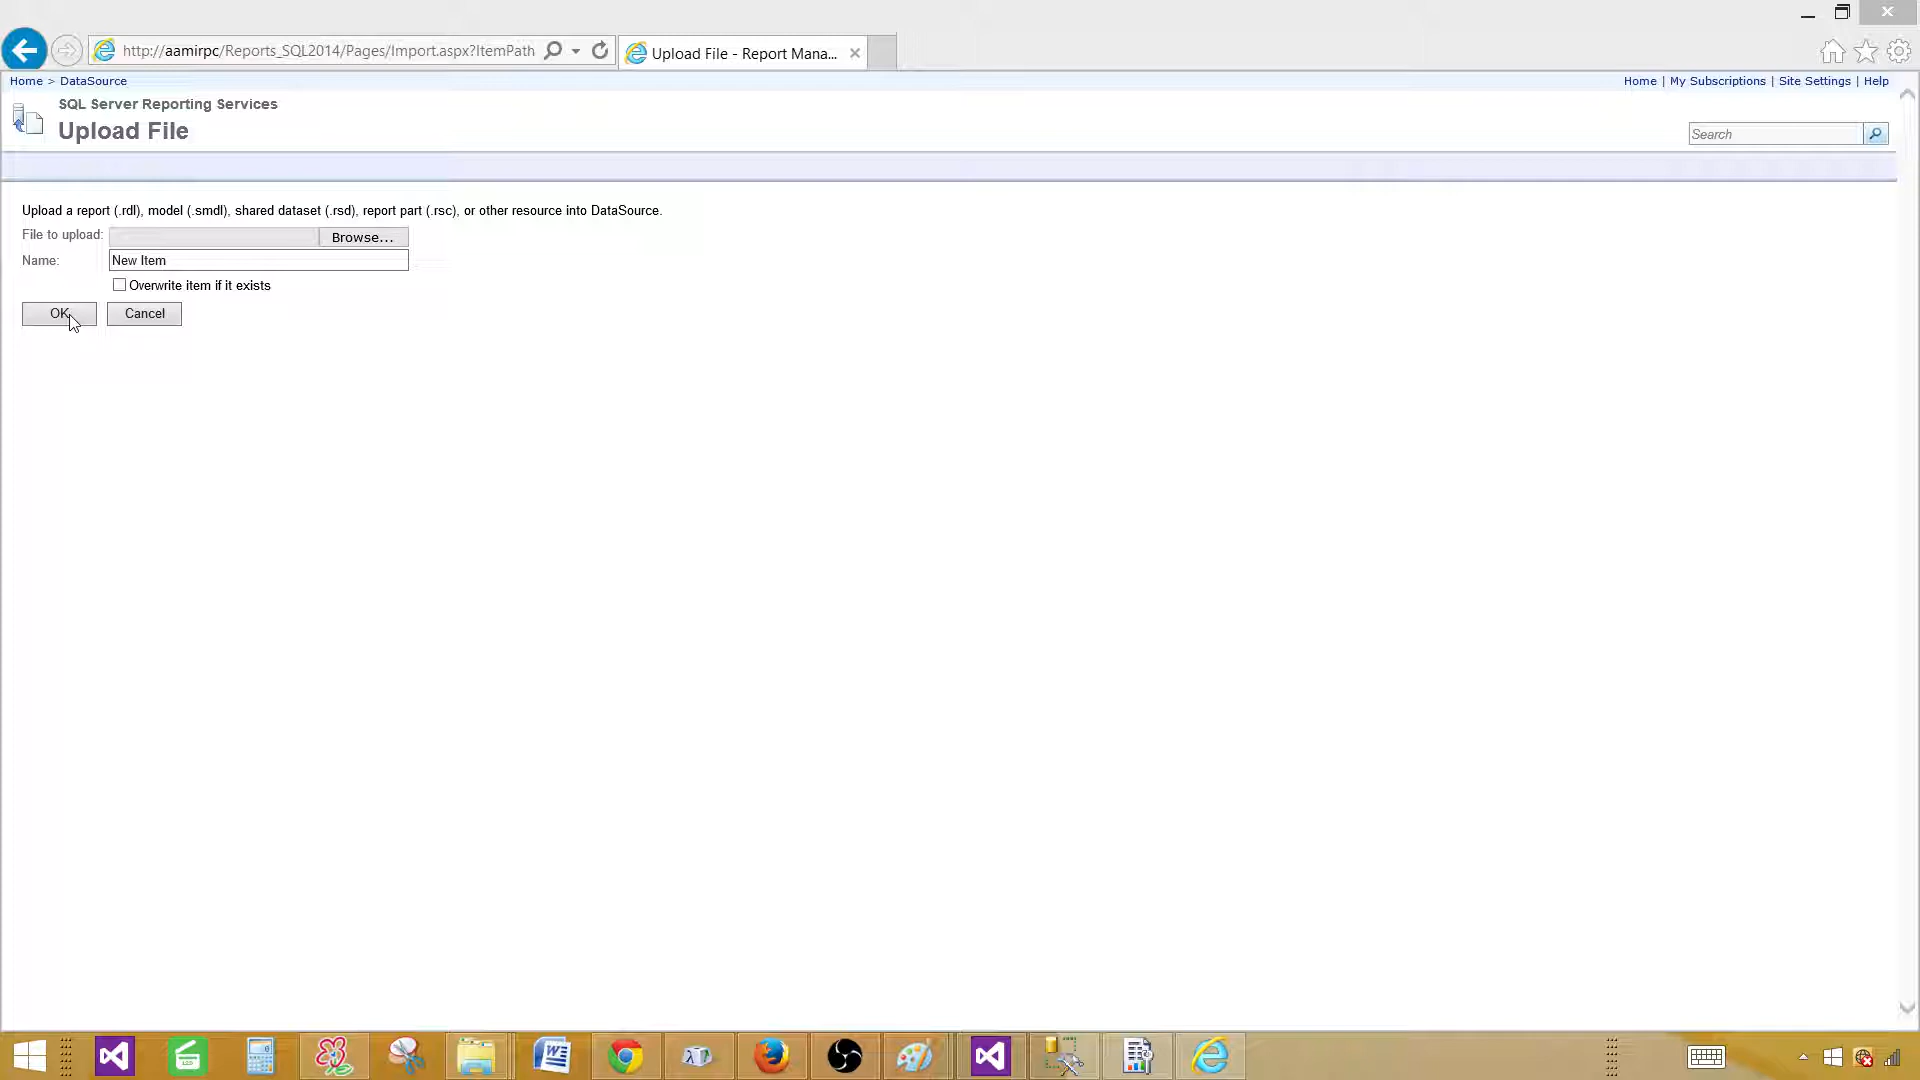 http://aamirpc/Reports_SQL2014/Pages/Import.aspx?ItemPath
Upload File - Report Mana...
Home > DataSource
Home | My Subscriptions | Site Settings | Help
SQL Server Reporting Services
Upload File
Search
Upload a report (.rdl), model (.smdl), shared dataset (.rsd), report part (.rsc), or other resource into DataSource.
File to upload:
Browse...
Name:
New Item
Overwrite item if it exists
OK
Cancel